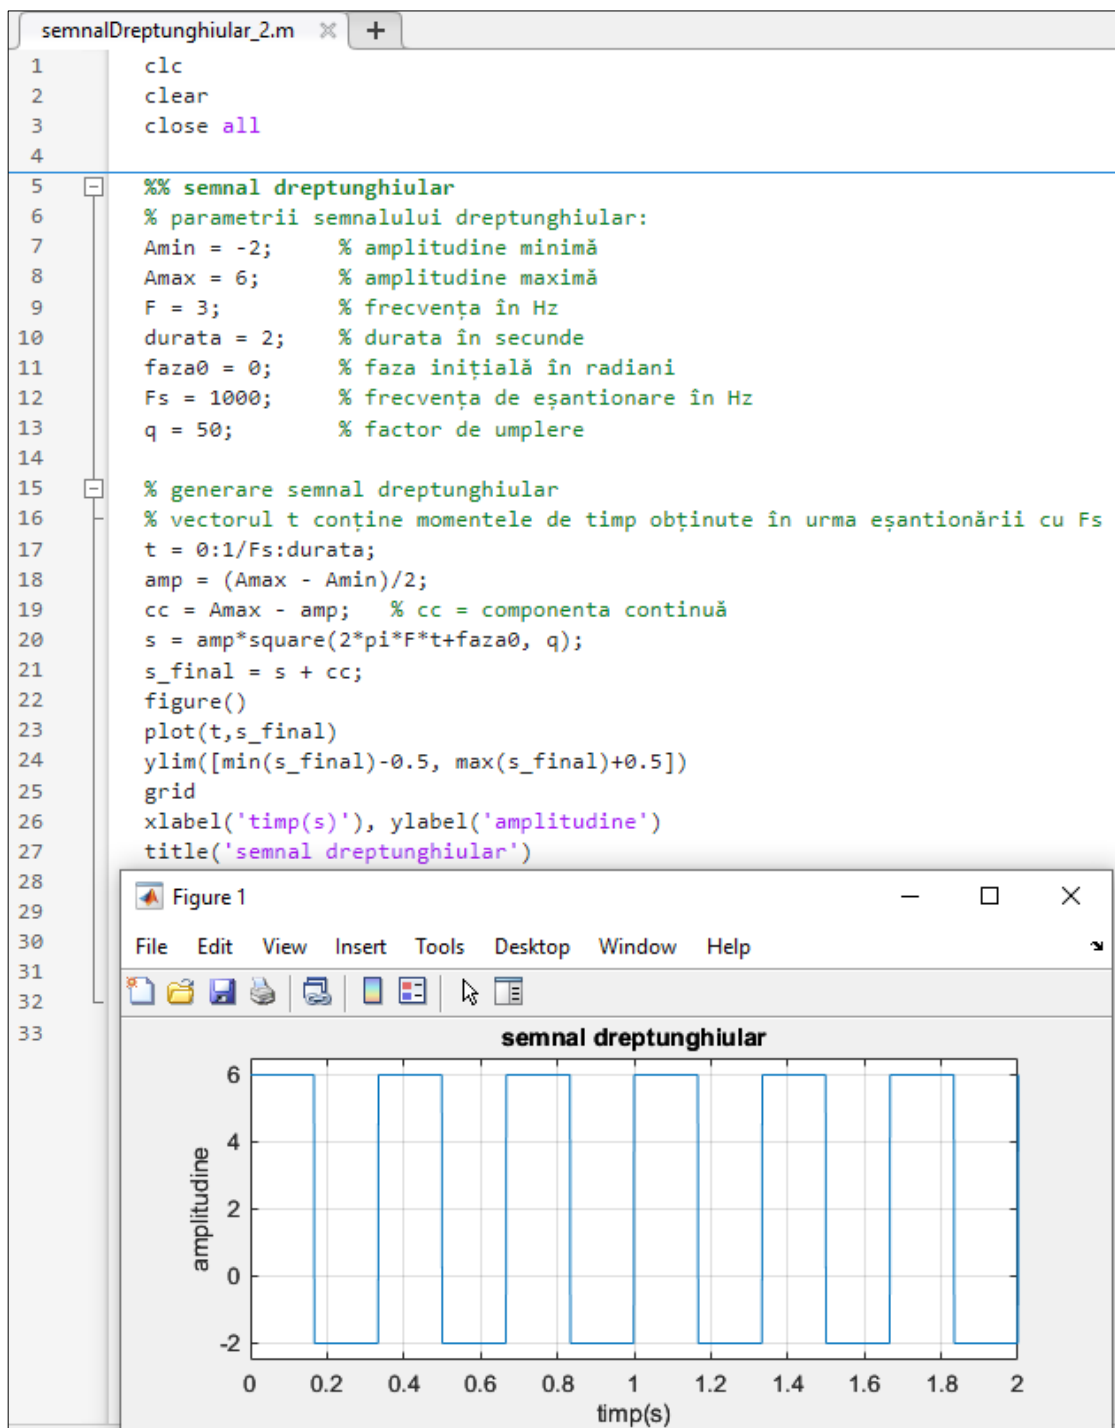 semnalDreptunghiular_2.m × +
1 clc
2 clear
3 close all
4
5 %% semnal dreptunghiular
6 % parametrii semnalului dreptunghiular:
7 Amin = -2; % amplitudine minimă
8 Amax = 6; % amplitudine maximă
9 F = 3; % frecvența în Hz
10 durata = 2; % durata în secunde
11 faza0 = 0; % faza inițială în radiani
12 Fs = 1000; % frecvența de eșantionare în Hz
13 q = 50; % factor de umplere
14
15 % generare semnal dreptunghiular
16 % vectorul t conține momentele de timp obținute în urma eșantionării cu Fs
17 t = 0:1/Fs:durata;
18 amp = (Amax - Amin)/2;
19 cc = Amax - amp; % cc = componenta continuă
20 s = amp*square(2*pi*F*t+faza0, q);
21 s_final = s + cc;
22 figure()
23 plot(t,s_final)
24 ylim([min(s_final)-0.5, max(s_final)+0.5])
25 grid
26 xlabel('timp(s)'), ylabel('amplitudine')
27 title('semnal dreptunghiular')
28
29
30
31
32
33
Figure 1
File Edit View Insert Tools Desktop Window Help
semnal dreptunghiular
6
4
2
0
-2
amplitudine
0 0.2 0.4 0.6 0.8 1 1.2 1.4 1.6 1.8 2
timp(s)